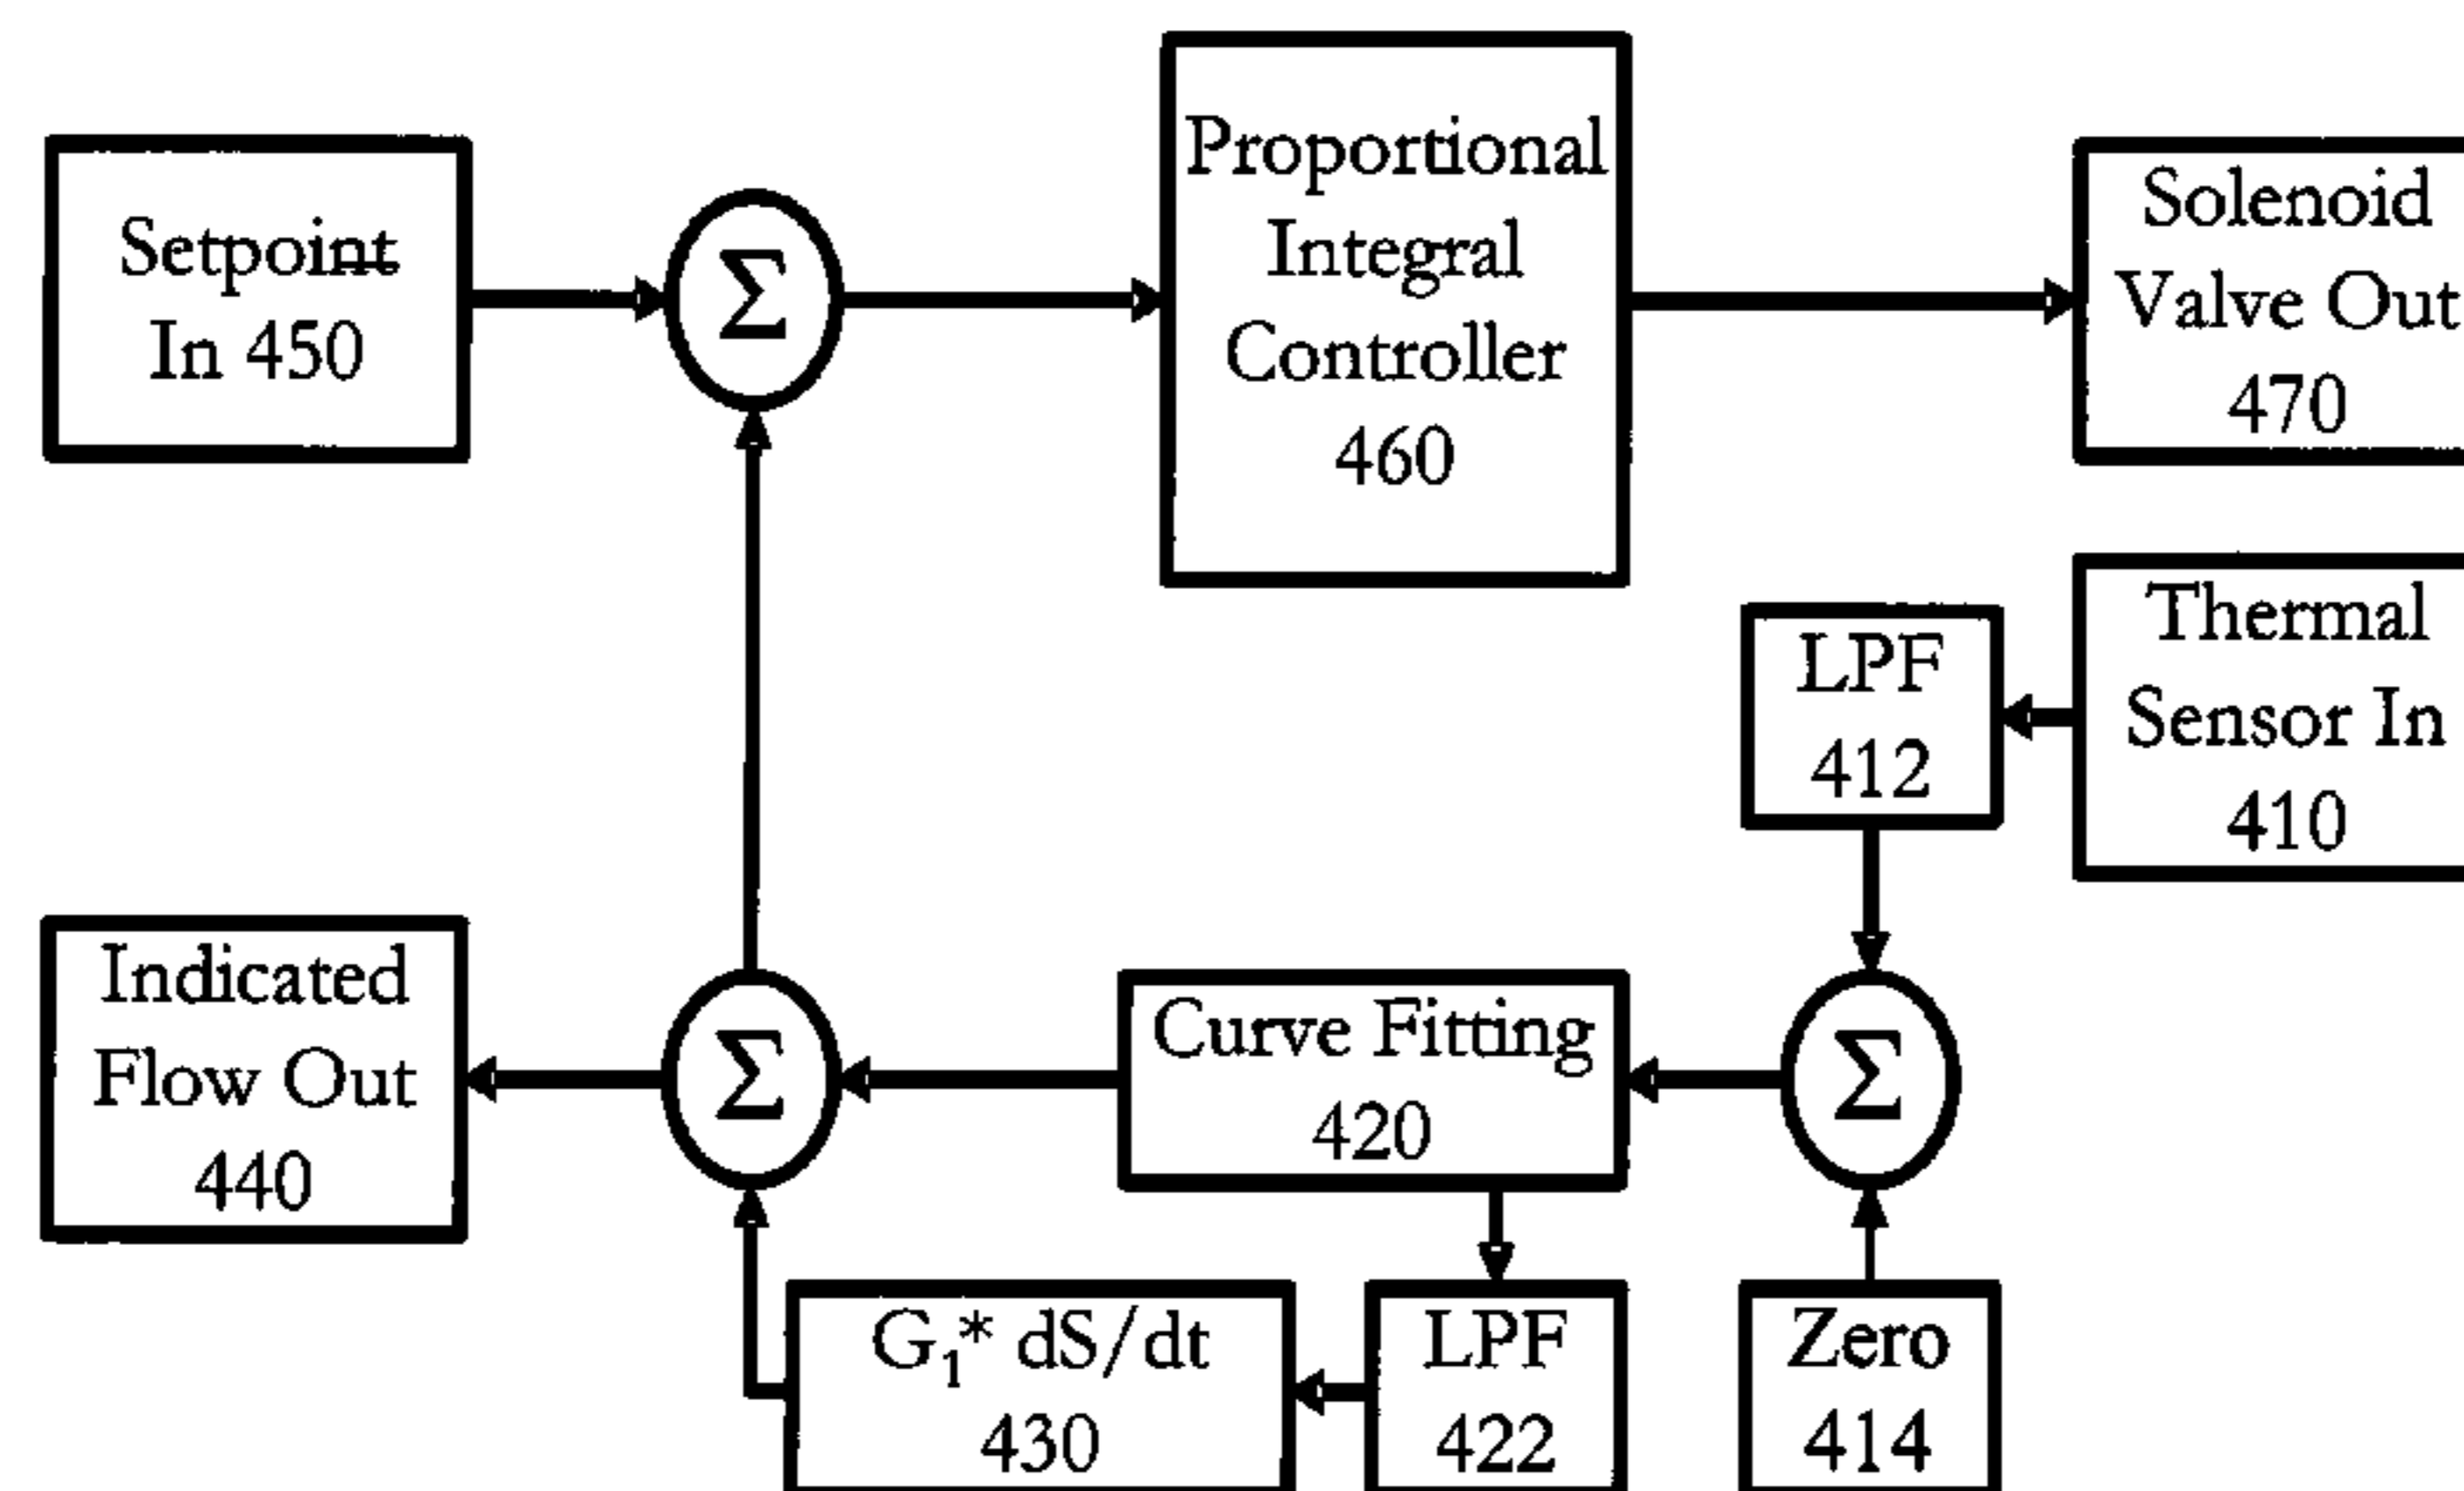 Setpoint
In 450
Σ
Proportional
Integral
Controller
460
Solenoid
Valve Out
470
LPF
412
Thermal
Sensor In
410
Indicated
Flow Out
440
Σ
Curve Fitting
420
Σ
G₁* dS/dt
430
LPF
422
Zero
414